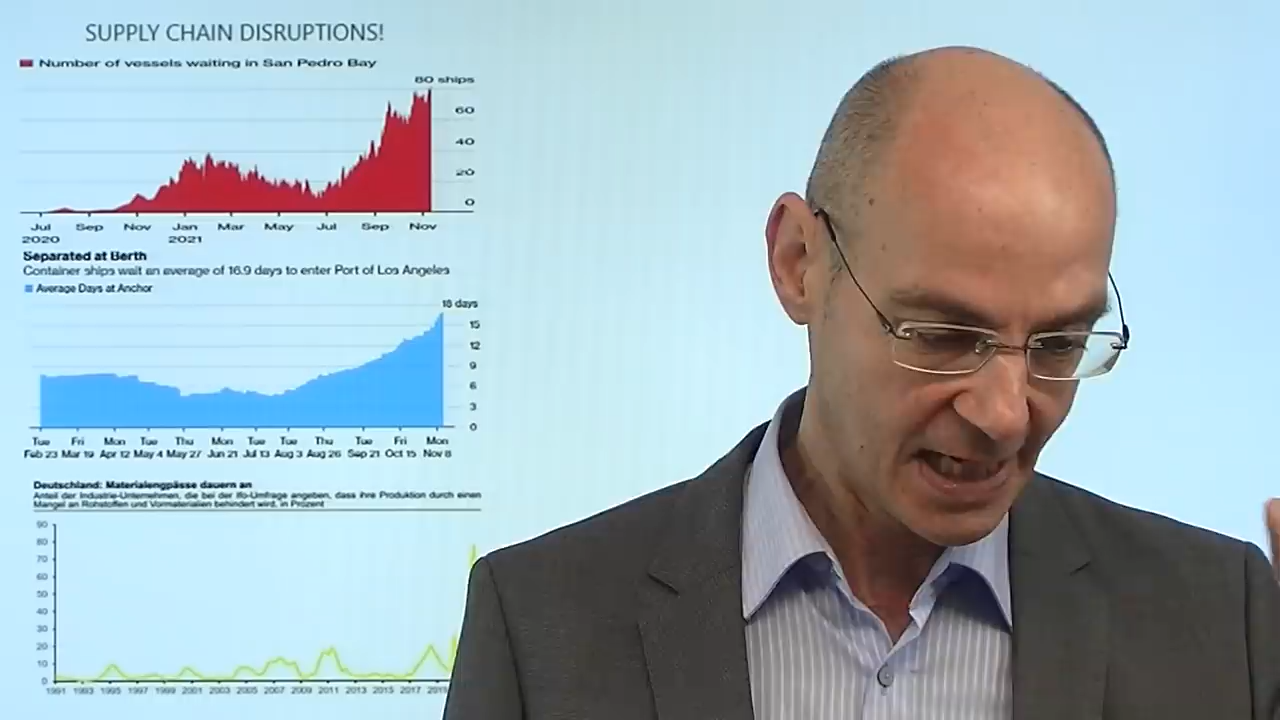 SUPPLY CHAIN DISRUPTIONS!
Number of vessels waiting in San Pedro Bay
80 ships
60
40
20
0
Jul Sep Nov Jan Mar May Jul Sep Nov
2020 2021
Separated at Berth
Container ships wait an average of 16.9 days to enter Port of Los Angeles
Average Days at Anchor
18 days
15
12
9
6
3
0
Tue Fri Mon Tue Thu Mon Tue Tue Thu Tue Fri Mon
Feb 23 Mar 19 Apr 12 May 4 May 27 Jun 21 Jul 13 Aug 3 Aug 26 Sep 21 Oct 15 Nov 8
Deutschland: Materialengpässe dauern an
Anteil der Industrie-Unternehmen, die bei der ifo-Umfrage angeben, dass ihre Produktion durch einen
Mangel an Rohstoffen und Vormaterialien behindert wird, in Prozent
90
80
70
60
50
40
30
20
10
0
1991 1993 1995 1997 1999 2001 2003 2005 2007 2009 2011 2013 2015 2017 2019